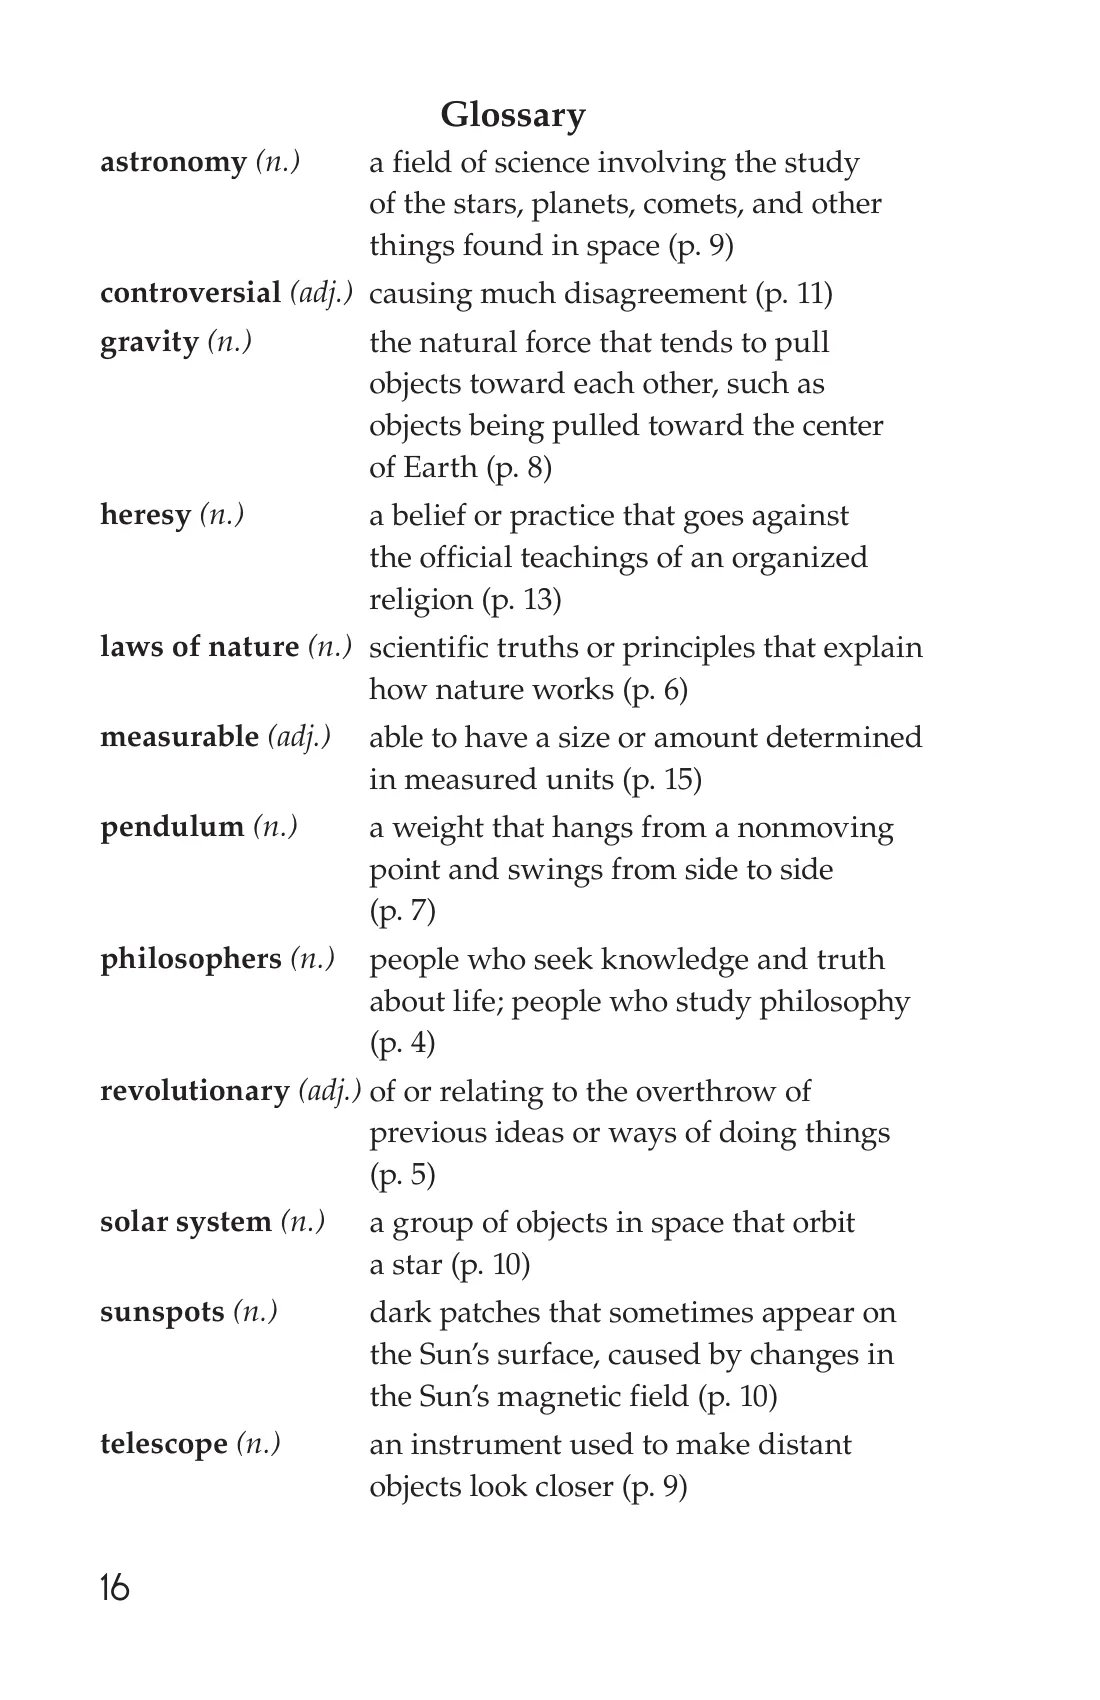 Glossary
astronomy (n.) a field of science involving the study
of the stars, planets, comets, and other
things found in space (p. 9)
controversial (adj.) causing much disagreement (p. 11)
gravity (n.) the natural force that tends to pull
objects toward each other, such as
objects being pulled toward the center
of Earth (p. 8)
heresy (n.) a belief or practice that goes against
the official teachings of an organized
religion (p. 13)
laws of nature (n.) scientific truths or principles that explain
how nature works (p. 6)
measurable (adj.) able to have a size or amount determined
in measured units (p. 15)
pendulum (n.) a weight that hangs from a nonmoving
point and swings from side to side
(p. 7)
philosophers (n.) people who seek knowledge and truth
about life; people who study philosophy
(p. 4)
revolutionary (adj.) of or relating to the overthrow of
previous ideas or ways of doing things
(p. 5)
solar system (n.) a group of objects in space that orbit
a star (p. 10)
sunspots (n.) dark patches that sometimes appear on
the Sun’s surface, caused by changes in
the Sun’s magnetic field (p. 10)
telescope (n.) an instrument used to make distant
objects look closer (p. 9)
16